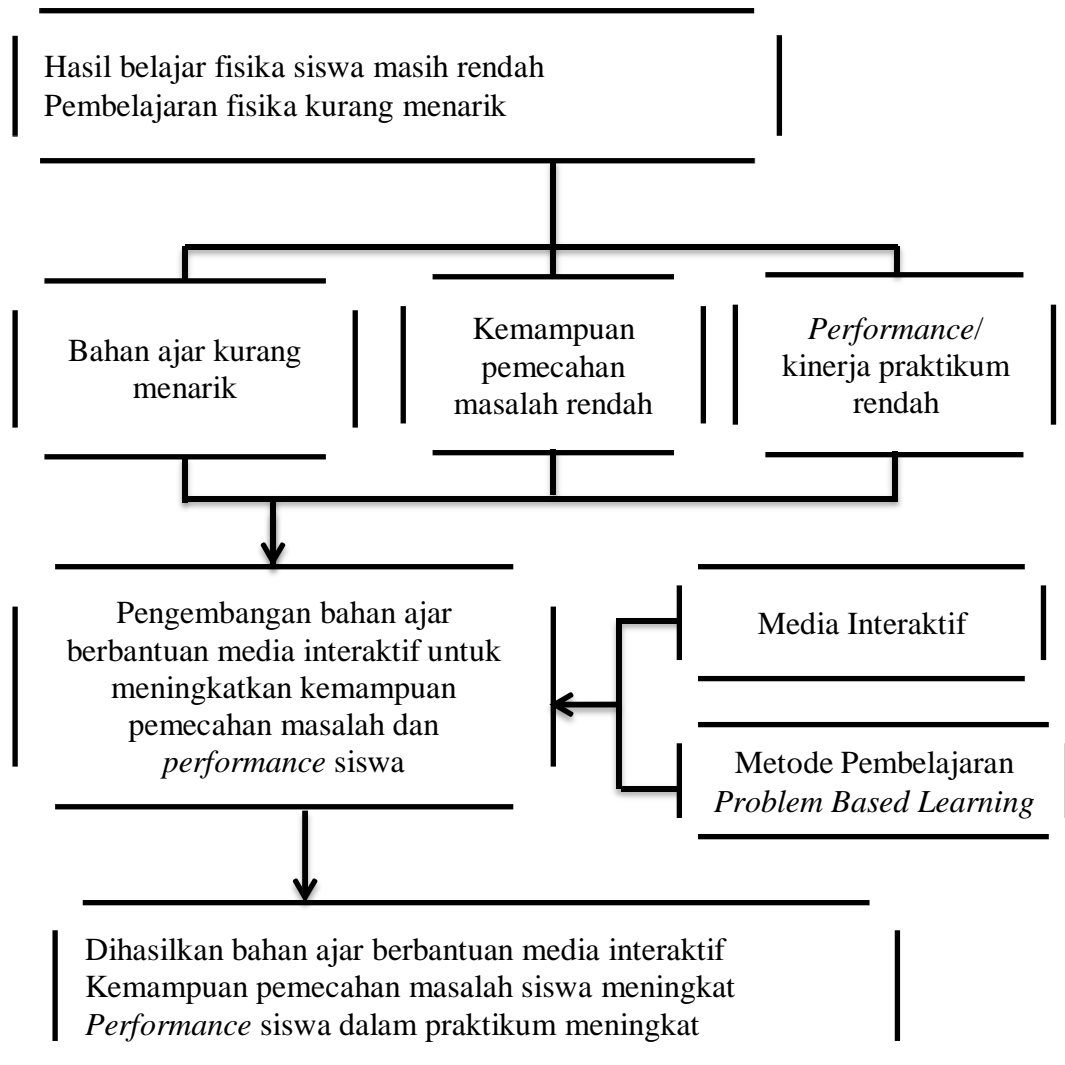 Hasil belajar fisika siswa masih rendah
Pembelajaran fisika kurang menarik
Bahan ajar kurang
menarik
Kemampuan
pemecahan
masalah rendah
Performance/
kinerja praktikum
rendah
Pengembangan bahan ajar
berbantuan media interaktif untuk
meningkatkan kemampuan
pemecahan masalah dan
performance siswa
Media Interaktif
Metode Pembelajaran
Problem Based Learning
Dihasilkan bahan ajar berbantuan media interaktif
Kemampuan pemecahan masalah siswa meningkat
Performance siswa dalam praktikum meningkat